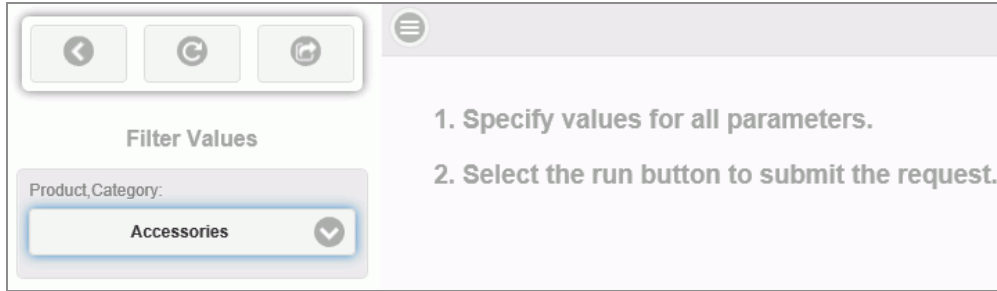 Filter Values
Product,Category:
Accessories
1. Specify values for all parameters.
2. Select the run button to submit the request.